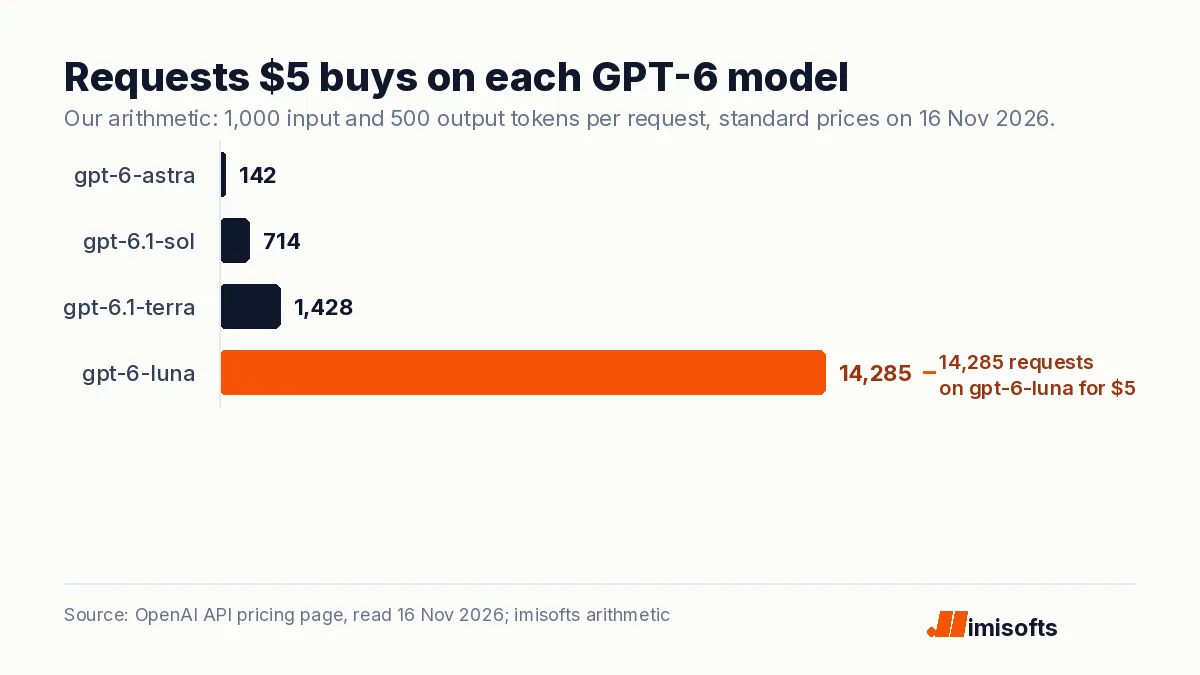 Requests $5 buys on each GPT-6 model
Our arithmetic: 1,000 input and 500 output tokens per request, standard prices on 16 Nov 2026.
gpt-6-astra 142
gpt-6.1-sol 714
gpt-6.1-terra 1,428
gpt-6-luna 14,285
14,285 requests
on gpt-6-luna for $5
Source: OpenAI API pricing page, read 16 Nov 2026; imisofts arithmetic
imisofts